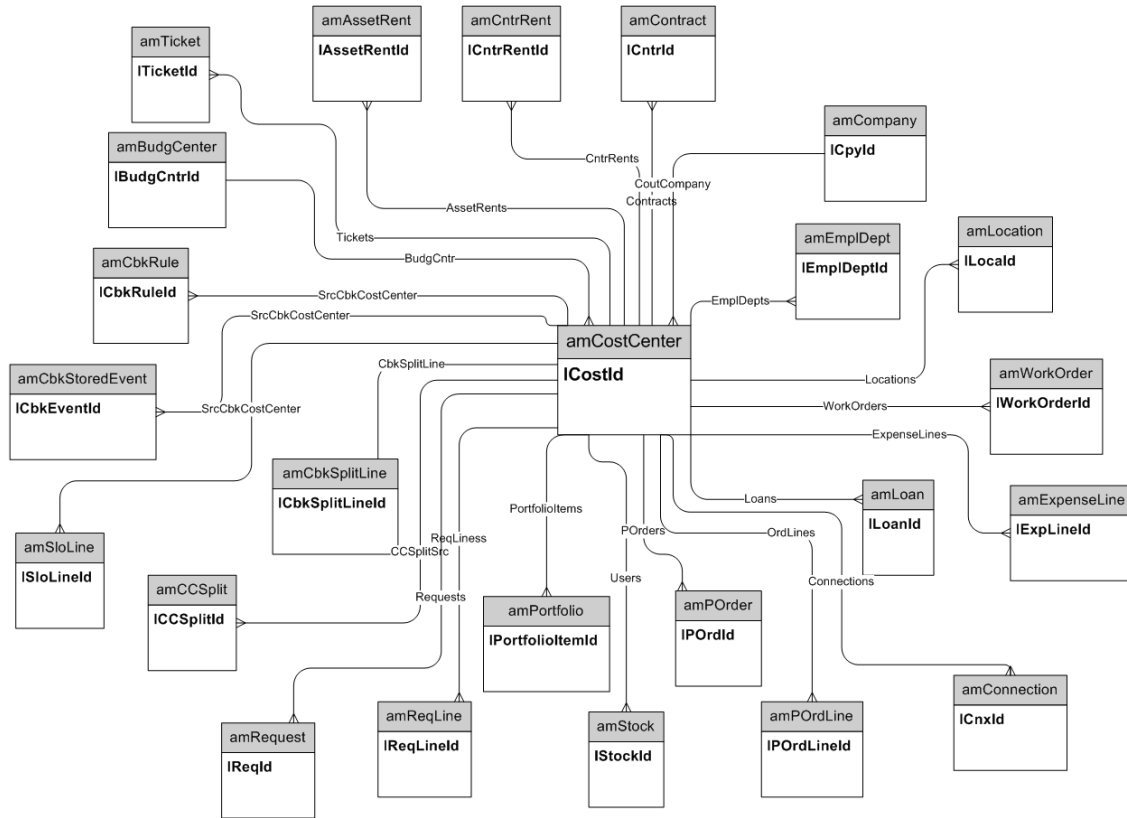 amAssetRent
lAssetRentId
amCntrRent
lCntrRentId
amContract
lCntrId
amTicket
lTicketId
amCompany
lCpyId
amBudgCenter
lBudgCntrId
CntrRents
CoutCompany
Contracts
AssetRents
Tickets
BudgCntr
amEmplDept
lEmplDeptId
amLocation
lLocaId
amCbkRule
lCbkRuleId
SrcCbkCostCenter
EmplDepts
SrcCbkCostCenter
amCostCenter
lCostId
CbkSplitLine
Locations
amCbkStoredEvent
lCbkEventId
SrcCbkCostCenter
amWorkOrder
lWorkOrderId
WorkOrders
ExpenseLines
amCbkSplitLine
lCbkSplitLineId
PortfolioItems
Loans
amLoan
lLoanId
amExpenseLine
lExpLineId
amSloLine
lSloLineId
CCSplitSrc
ReqLiness
POrders
OrdLines
Users
Connections
amCCSplit
lCCSplitId
Requests
amPortfolio
lPortfolioItemId
amPOrder
lPOrdId
amConnection
lCnxId
amRequest
lReqId
amReqLine
lReqLineId
amStock
lStockId
amPOrdLine
lPOrdLineId